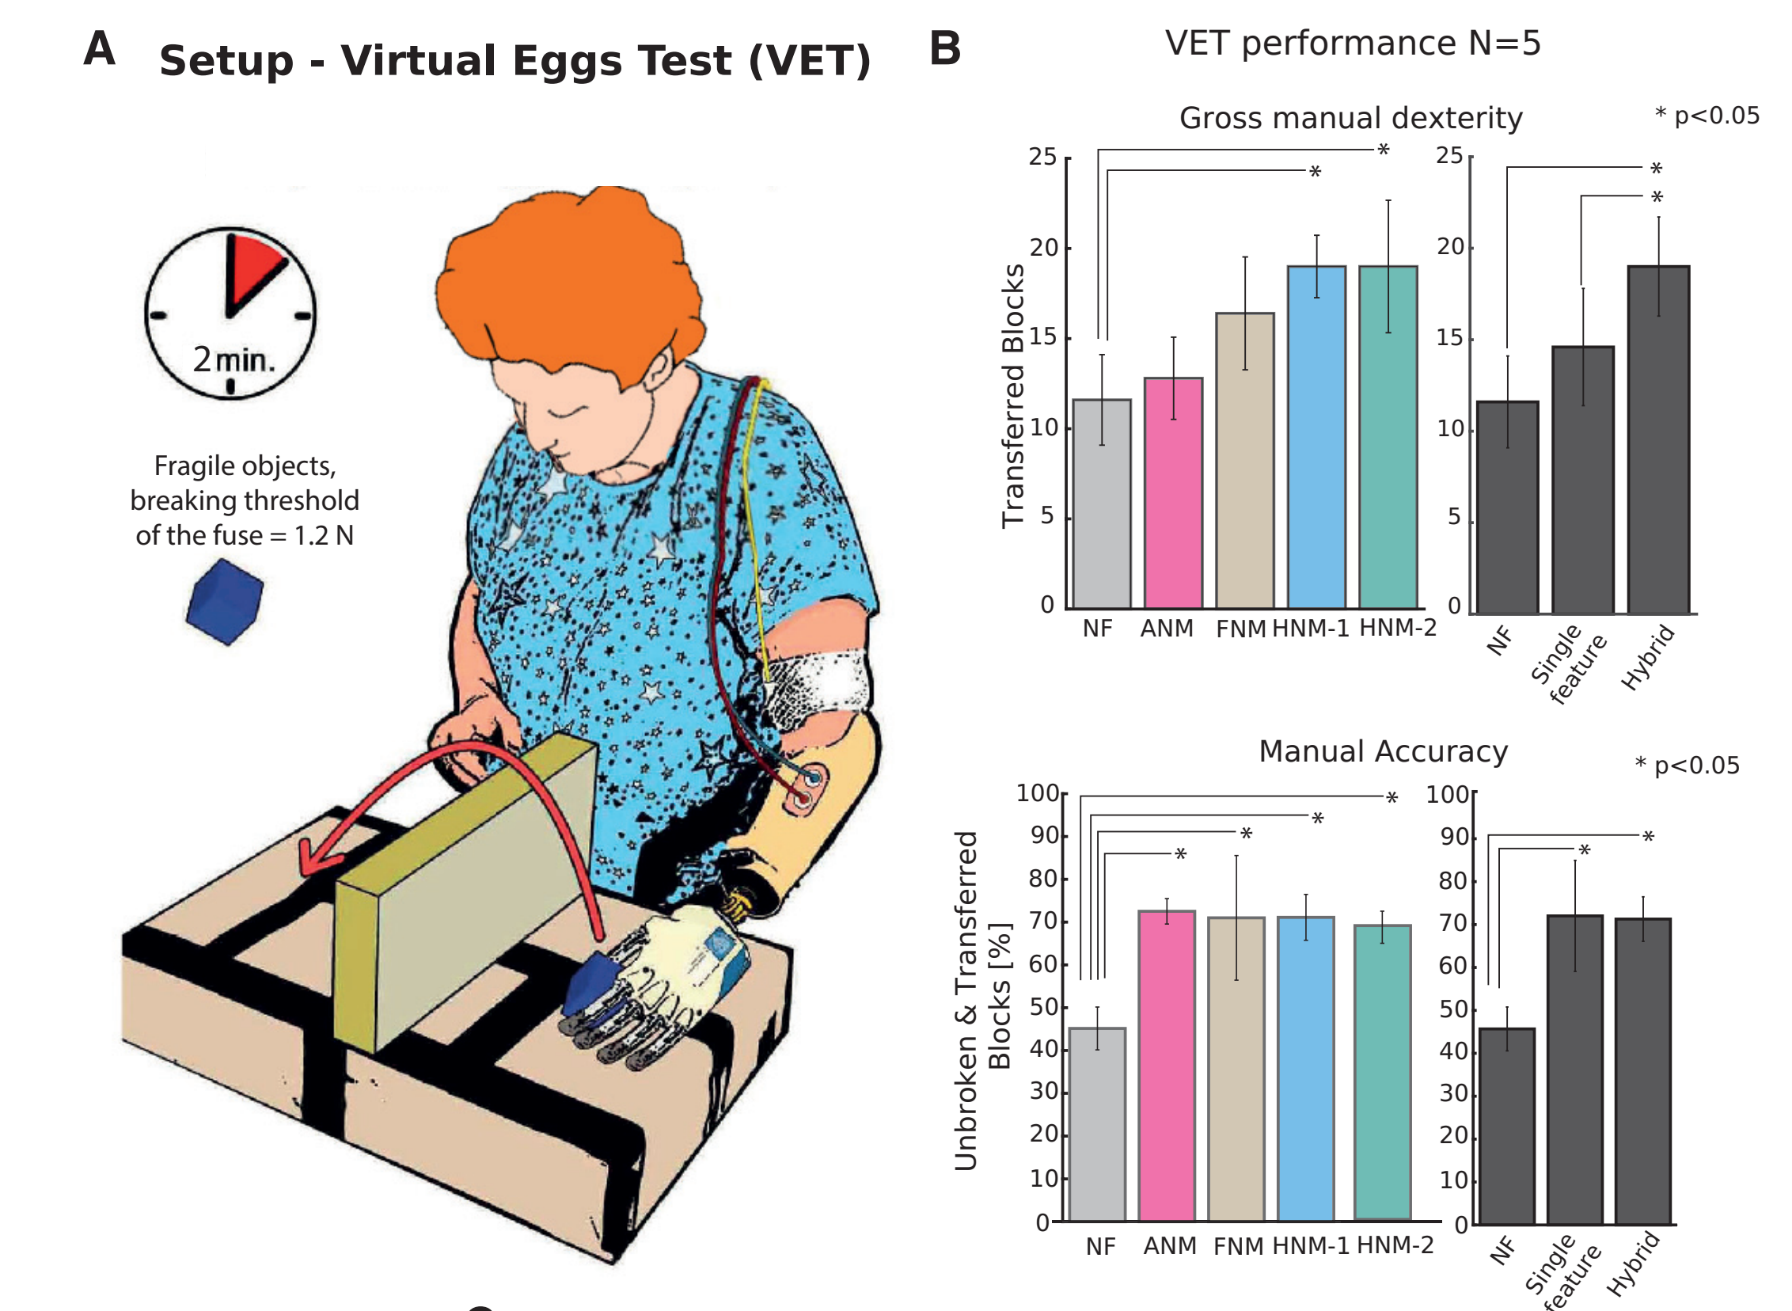 A
Setup - Virtual Eggs Test (VET)
2 min.
Fragile objects,
breaking threshold
of the fuse = 1.2 N
B
VET performance N=5
Gross manual dexterity
* p<0.05
Transferred Blocks
25
20
15
10
5
0
*
*
NF
ANM
FNM
HNM-1
HNM-2
25
20
15
10
5
0
*
*
NF
Single
feature
Hybrid
Manual Accuracy
* p<0.05
Unbroken & Transferred
Blocks [%]
100
90
80
70
60
50
40
30
20
10
0
*
*
*
*
NF
ANM
FNM
HNM-1
HNM-2
100
90
80
70
60
50
40
30
20
10
0
*
*
NF
Single
feature
Hybrid